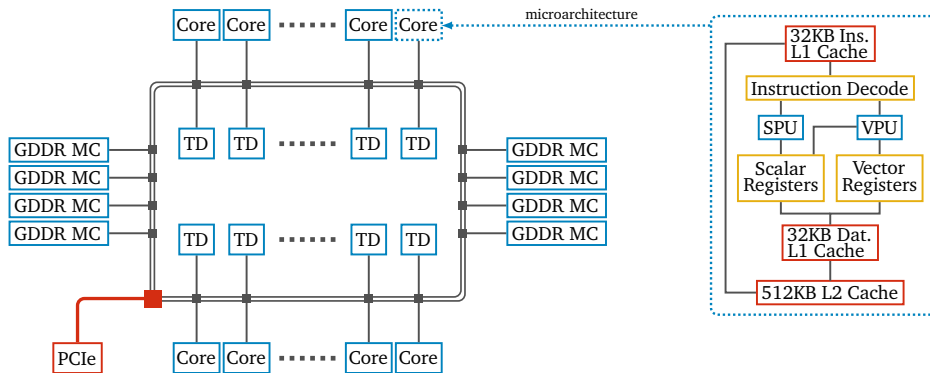 Core Core Core Core
microarchitecture
32KB Ins.
L1 Cache
Instruction Decode
SPU VPU
Scalar
Registers
Vector
Registers
32KB Dat.
L1 Cache
512KB L2 Cache
TD TD TD TD
GDDR MC
GDDR MC
GDDR MC
GDDR MC
GDDR MC
GDDR MC
GDDR MC
GDDR MC
TD TD TD TD
PCIe
Core Core Core Core